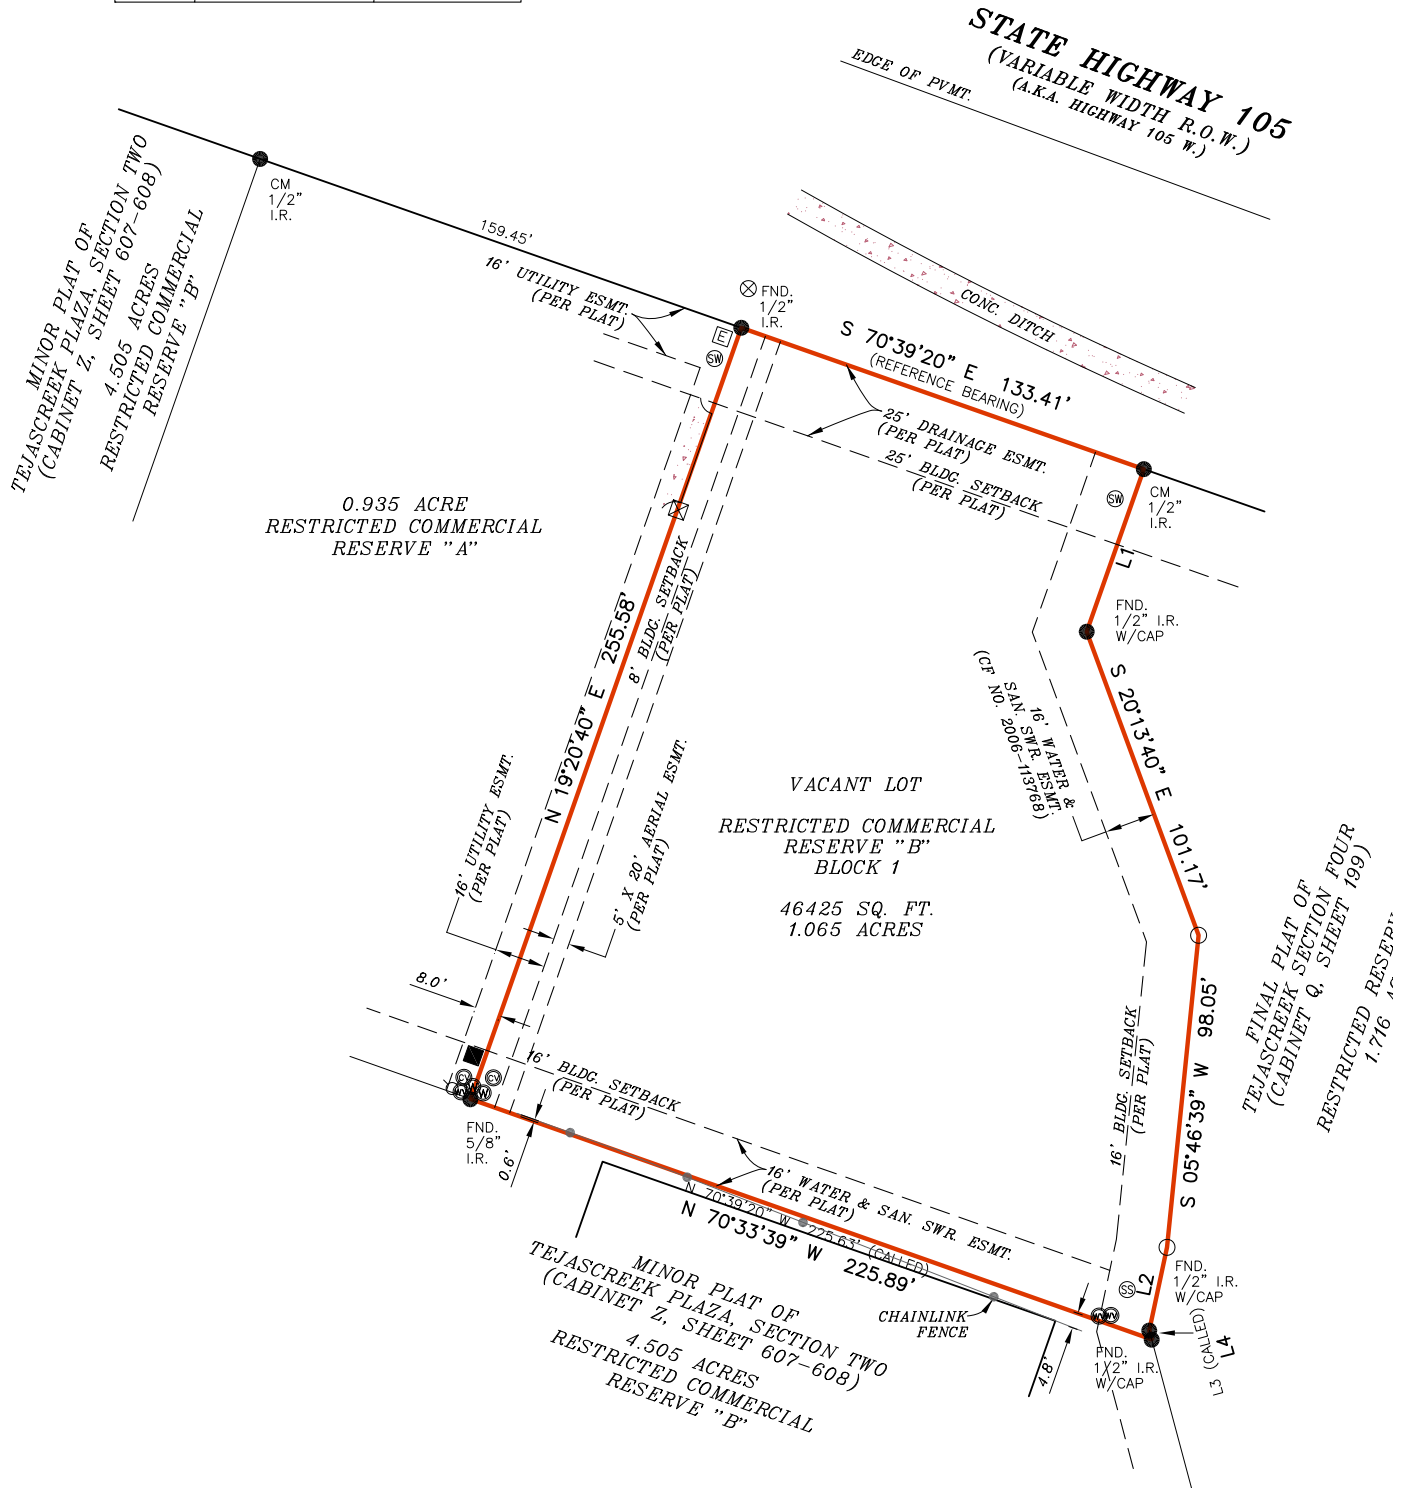 STATE HIGHWAY 105
(VARIABLE WIDTH R.O.W.)
(A.K.A. HIGHWAY 105 W.)
EDGE OF PVMT.
CONC. DITCH
MINOR PLAT OF
TEJASCREEK PLAZA, SECTION TWO
(CABINET Z, SHEET 607-608)
4.505 ACRES
RESTRICTED COMMERCIAL
RESERVE "B"
CM
1/2"
I.R.
159.45'
16' UTILITY ESMT.
(PER PLAT)
FND.
1/2"
I.R.
E
SW
S 70°39'20" E 133.41'
(REFERENCE BEARING)
25' DRAINAGE ESMT.
(PER PLAT)
25' BLDG. SETBACK
(PER PLAT)
SW
CM
1/2"
I.R.
L1
FND.
1/2" I.R.
W/CAP
0.935 ACRE
RESTRICTED COMMERCIAL
RESERVE "A"
N 19°20'40" E 255.58'
8' BLDG. SETBACK
(PER PLAT)
S 20°13'40" E 101.17'
16' WATER &
SAN. SWR. ESMT.
(CF NO. 2006-113768)
VACANT LOT
RESTRICTED COMMERCIAL
RESERVE "B"
BLOCK 1
46425 SQ. FT.
1.065 ACRES
16' UTILITY ESMT.
(PER PLAT)
5' X 20' AERIAL ESMT.
(PER PLAT)
FINAL PLAT OF
TEJASCREEK SECTION FOUR
(CABINET Q, SHEET 199)
RESTRICTED RESERV
1.716
8.0'
S 05°46'39" W 98.05'
16' BLDG. SETBACK
(PER PLAT)
16' BLDG. SETBACK
(PER PLAT)
CV
CV
WV
W
W
FND.
5/8"
I.R.
0.6'
16' WATER & SAN. SWR. ESMT.
(PER PLAT)
N 70°39'20" W 225.63' (CALLED)
N 70°33'39" W 225.89'
MINOR PLAT OF
TEJASCREEK PLAZA, SECTION TWO
(CABINET Z, SHEET 607-608)
4.505 ACRES
RESTRICTED COMMERCIAL
RESERVE "B"
CHAINLINK
FENCE
4.8'
SS
L2
WV
WV
FND.
1/2" I.R.
W/CAP
FND.
1/2" I.R.
W/CAP
L3 (CALLED)
L4